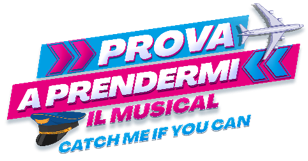 PROVA
A PRENDERMI
IL MUSICAL
CATCH ME IF YOU CAN